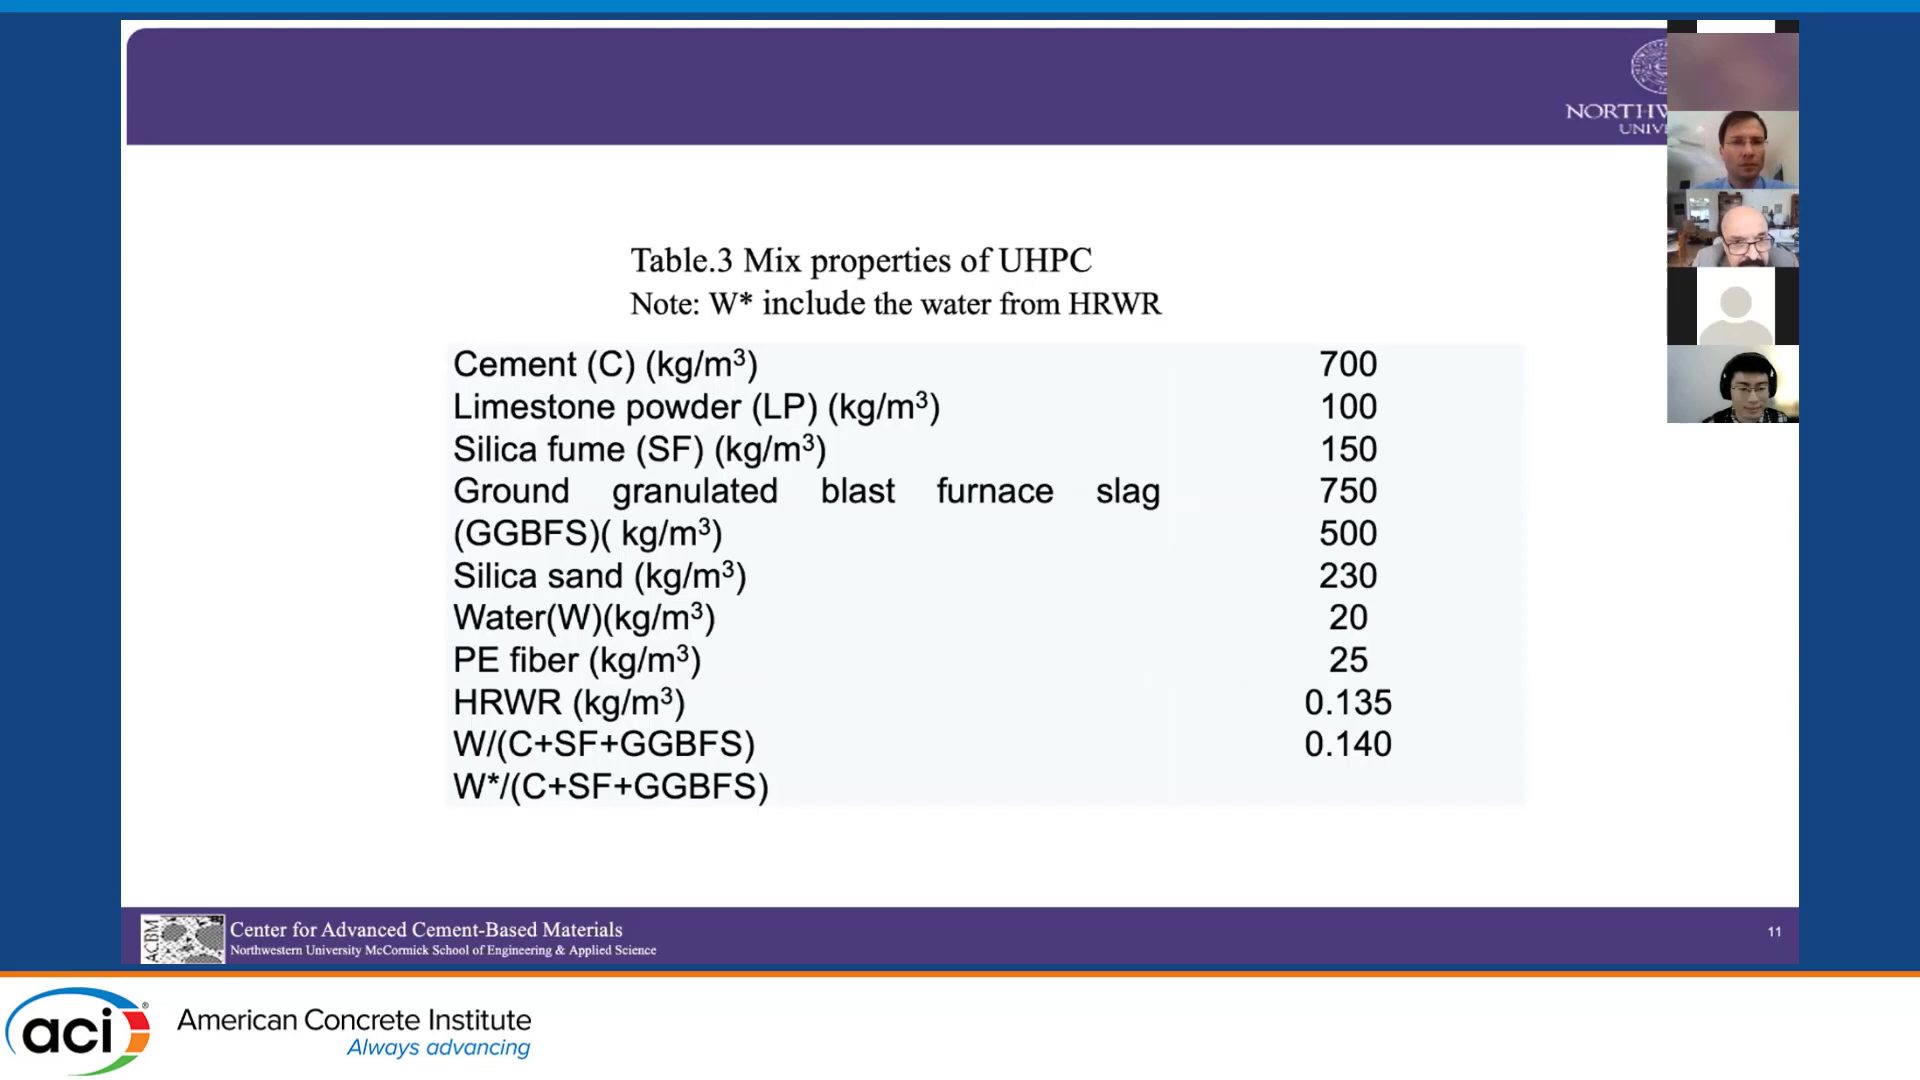 NORTHW
UNIV
Table.3 Mix properties of UHPC
Note: W* include the water from HRWR
Cement (C) (kg/m³) 700
Limestone powder (LP) (kg/m³) 100
Silica fume (SF) (kg/m³) 150
Ground granulated blast furnace slag 750
(GGBFS)( kg/m³) 500
Silica sand (kg/m³) 230
Water(W)(kg/m³) 20
PE fiber (kg/m³) 25
HRWR (kg/m³) 0.135
W/(C+SF+GGBFS) 0.140
W*/(C+SF+GGBFS)
ACBM
Center for Advanced Cement-Based Materials
Northwestern University McCormick School of Engineering & Applied Science
11
aci®
American Concrete Institute
Always advancing